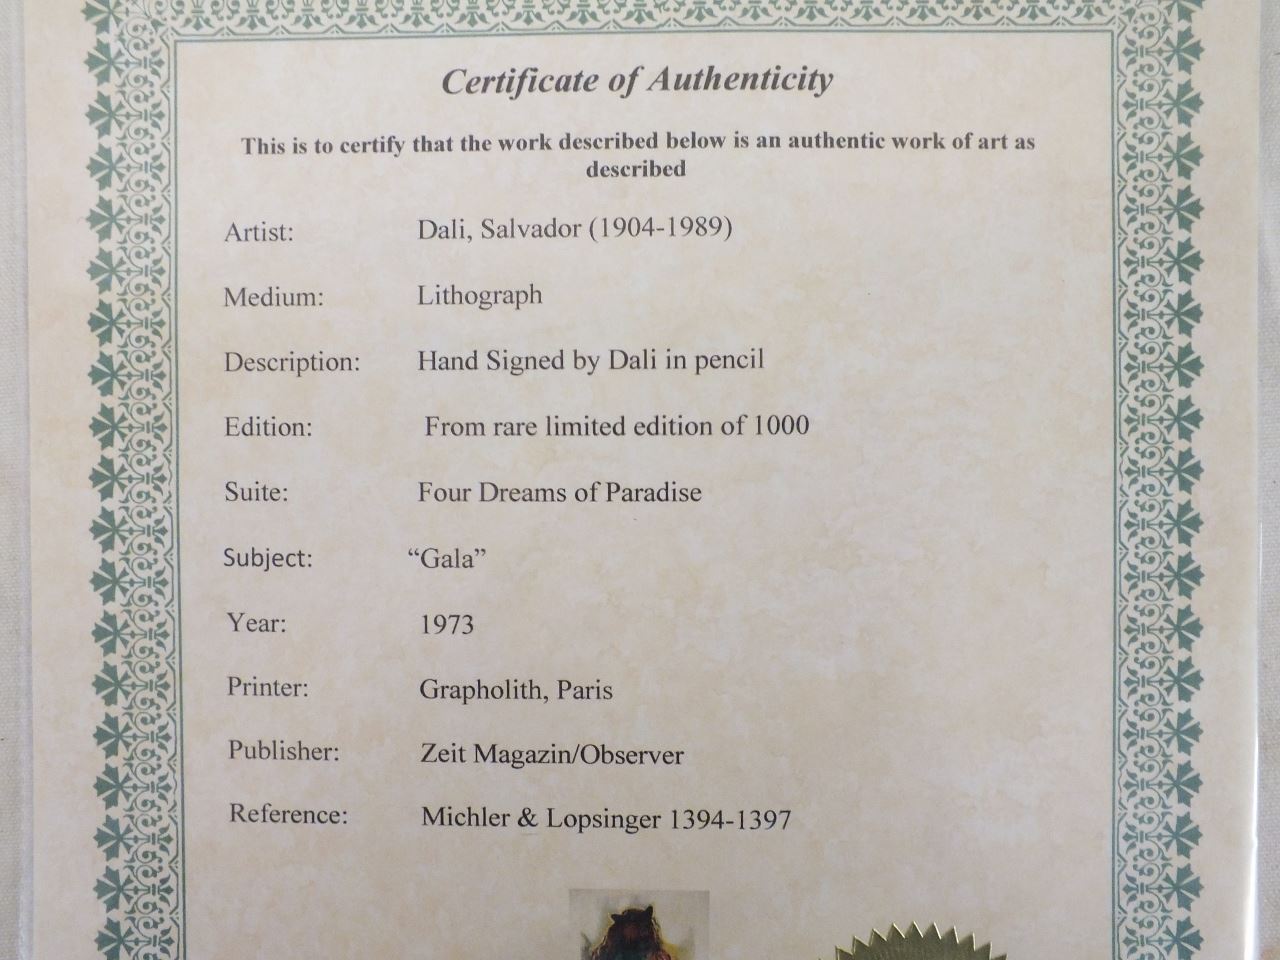 Certificate of Authenticity
This is to certify that the work described below is an authentic work of art as
described
Artist: Dali, Salvador (1904-1989)
Medium: Lithograph
Description: Hand Signed by Dali in pencil
Edition: From rare limited edition of 1000
Suite: Four Dreams of Paradise
Subject: “Gala”
Year: 1973
Printer: Grapholith, Paris
Publisher: Zeit Magazin/Observer
Reference: Michler & Lopsinger 1394-1397